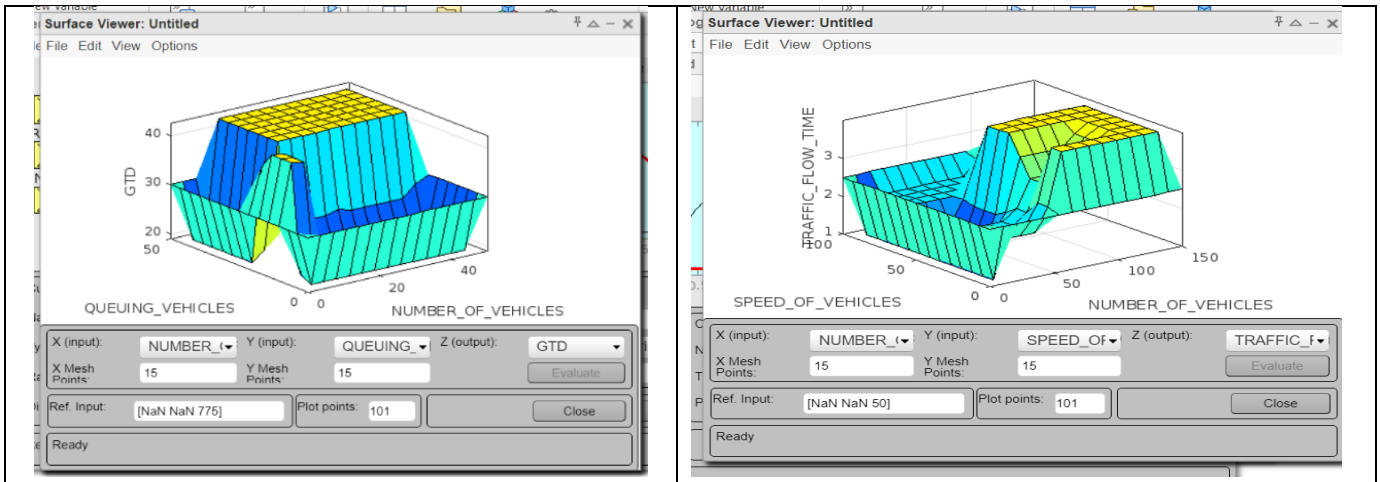 New Variable
Surface Viewer: Untitled
File Edit View Options
GTD
40
30
20
50
0
0
20
40
QUEUING_VEHICLES
NUMBER_OF_VEHICLES
X (input): NUMBER_( Y (input): QUEUING_ Z (output): GTD
X Mesh Points: 15 Y Mesh Points: 15 Evaluate
Ref. Input: [NaN NaN 775] Plot points: 101 Close
Ready
New Variable
Surface Viewer: Untitled
File Edit View Options
TRAFFIC_FLOW_TIME
3
2
1
100
50
0
0
50
100
150
SPEED_OF_VEHICLES
NUMBER_OF_VEHICLES
X (input): NUMBER_( Y (input): SPEED_OF Z (output): TRAFFIC_F
X Mesh Points: 15 Y Mesh Points: 15 Evaluate
Ref. Input: [NaN NaN 50] Plot points: 101 Close
Ready